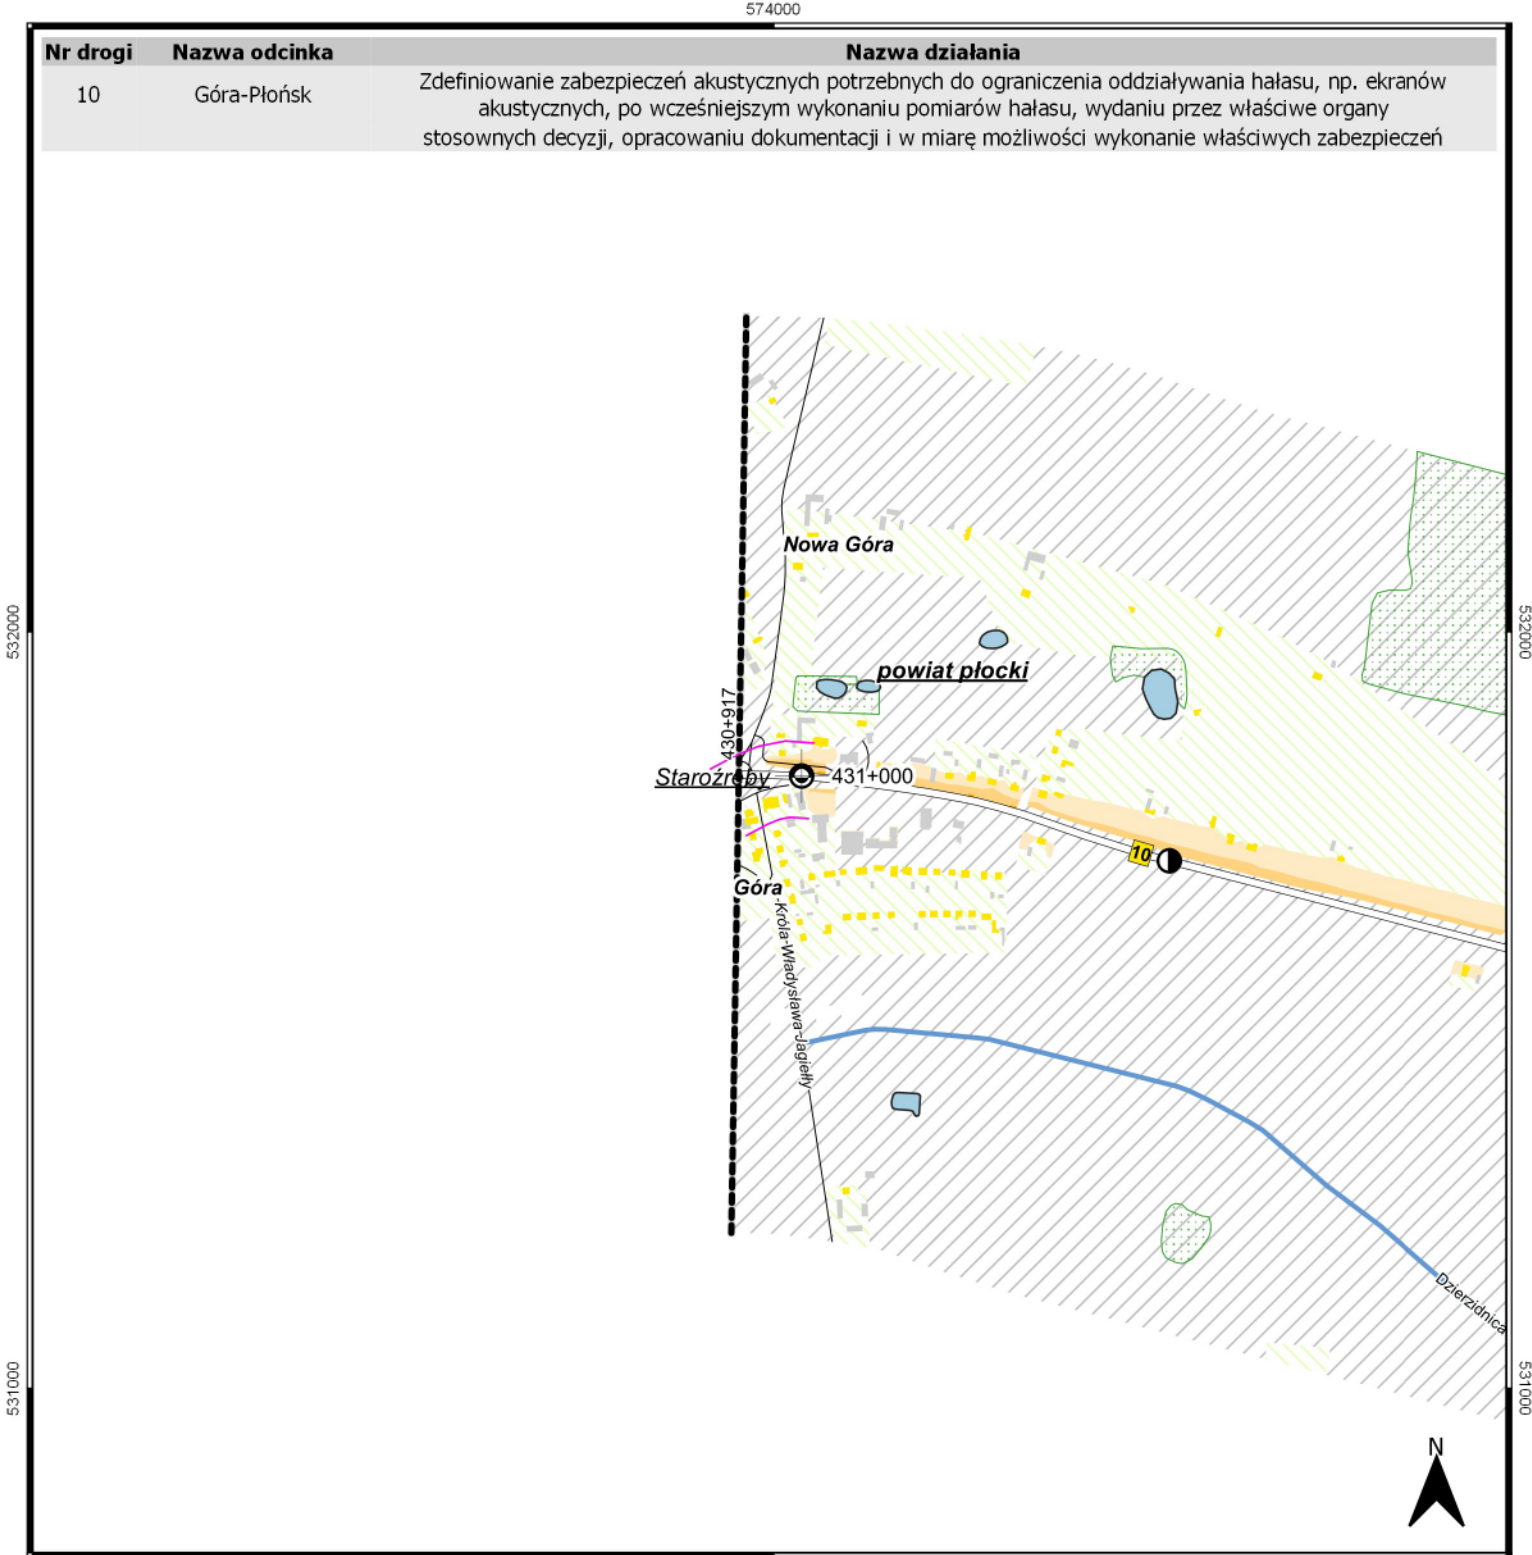 574000
Nr drogi Nazwa odcinka Nazwa działania
10 Góra-Płońsk Zdefiniowanie zabezpieczeń akustycznych potrzebnych do ograniczenia oddziaływania hałasu, np. ekranów
akustycznych, po wcześniejszym wykonaniu pomiarów hałasu, wydaniu przez właściwe organy
stosownych decyzji, opracowaniu dokumentacji i w miarę możliwości wykonanie właściwych zabezpieczeń
Nowa Góra
532000
532000
powiat płocki
430+917
Staroźreby
431+000
10
Góra
Króla Władysława Jagiełły
Dzierzidnica
531000
531000
N